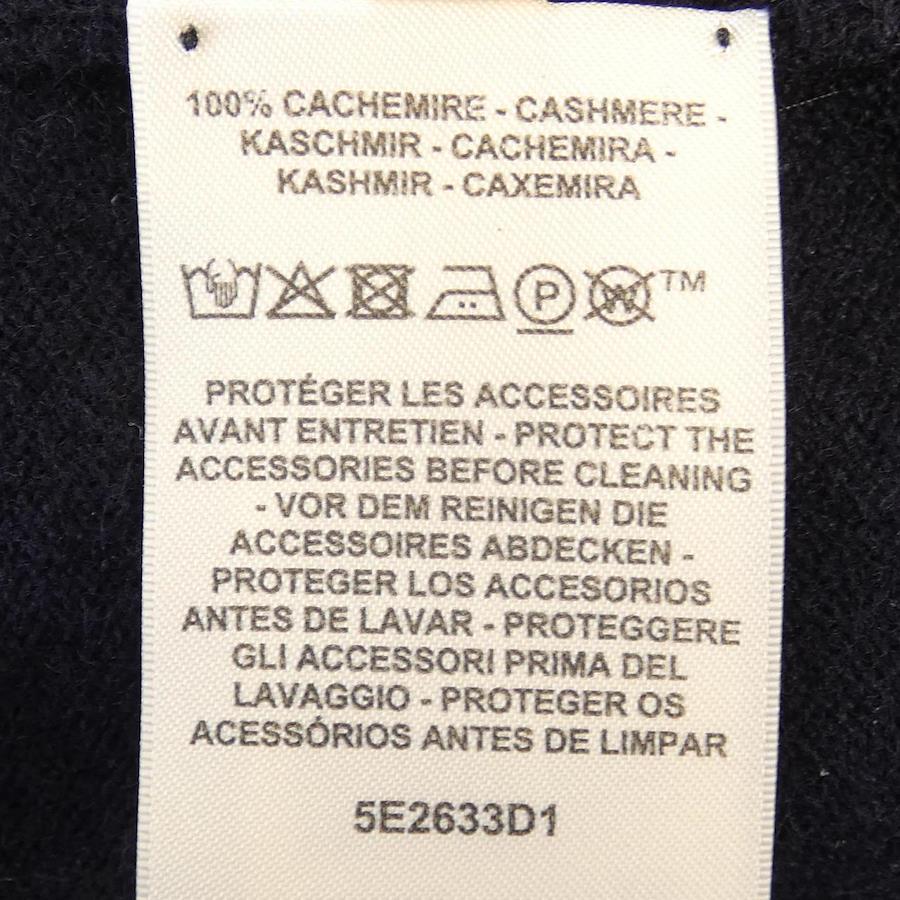 100% CACHEMIRE - CASHMERE -
KASCHMIR - CACHEMIRA -
KASHMIR - CAXEMIRA
P W TM
PROTÉGER LES ACCESSOIRES
AVANT ENTRETIEN - PROTECT THE
ACCESSORIES BEFORE CLEANING
- VOR DEM REINIGEN DIE
ACCESSOIRES ABDECKEN -
PROTEGER LOS ACCESORIOS
ANTES DE LAVAR - PROTEGGERE
GLI ACCESSORI PRIMA DEL
LAVAGGIO - PROTEGER OS
ACESSÓRIOS ANTES DE LIMPAR
5E2633D1